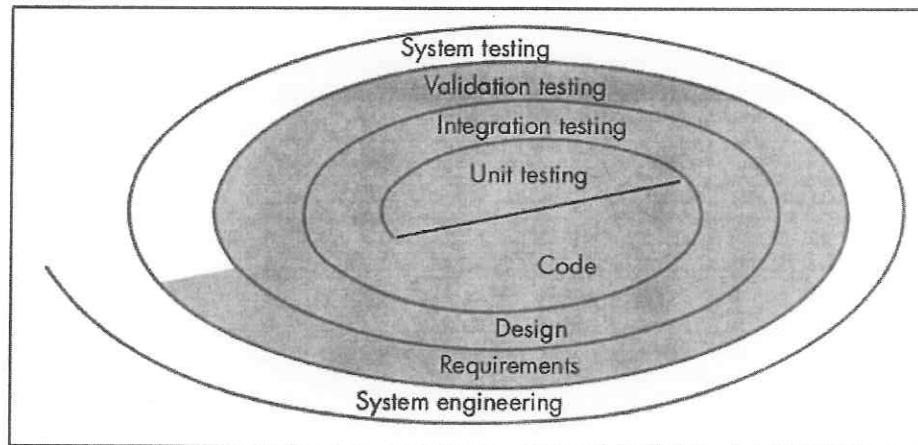 System testing
Validation testing
Integration testing
Unit testing
Code
Design
Requirements
System engineering